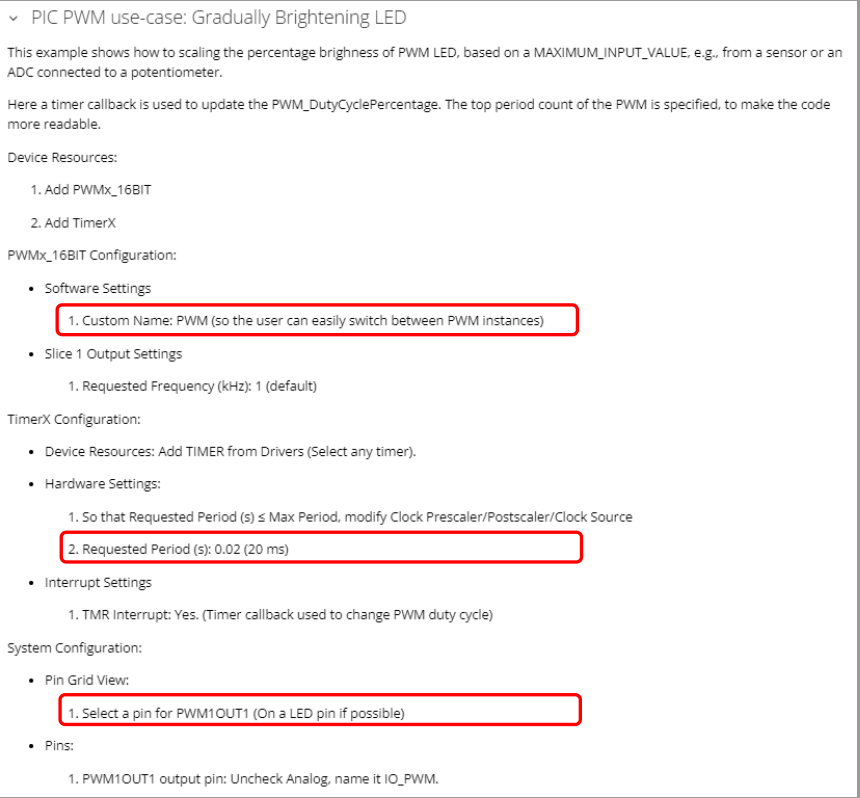 PIC PWM use-case: Gradually Brightening LED
This example shows how to scaling the percentage brighness of PWM LED, based on a MAXIMUM_INPUT_VALUE, e.g., from a sensor or an
ADC connected to a potentiometer.
Here a timer callback is used to update the PWM_DutyCyclePercentage. The top period count of the PWM is specified, to make the code
more readable.
Device Resources:
1. Add PWMx_16BIT
2. Add TimerX
PWMx_16BIT Configuration:
• Software Settings
1. Custom Name: PWM (so the user can easily switch between PWM instances)
• Slice 1 Output Settings
1. Requested Frequency (kHz): 1 (default)
TimerX Configuration:
• Device Resources: Add TIMER from Drivers (Select any timer).
• Hardware Settings:
1. So that Requested Period (s) ≤ Max Period, modify Clock Prescaler/Postscaler/Clock Source
2. Requested Period (s): 0.02 (20 ms)
• Interrupt Settings
1. TMR Interrupt: Yes. (Timer callback used to change PWM duty cycle)
System Configuration:
• Pin Grid View:
1. Select a pin for PWM1OUT1 (On a LED pin if possible)
• Pins:
1. PWM1OUT1 output pin: Uncheck Analog, name it IO_PWM.